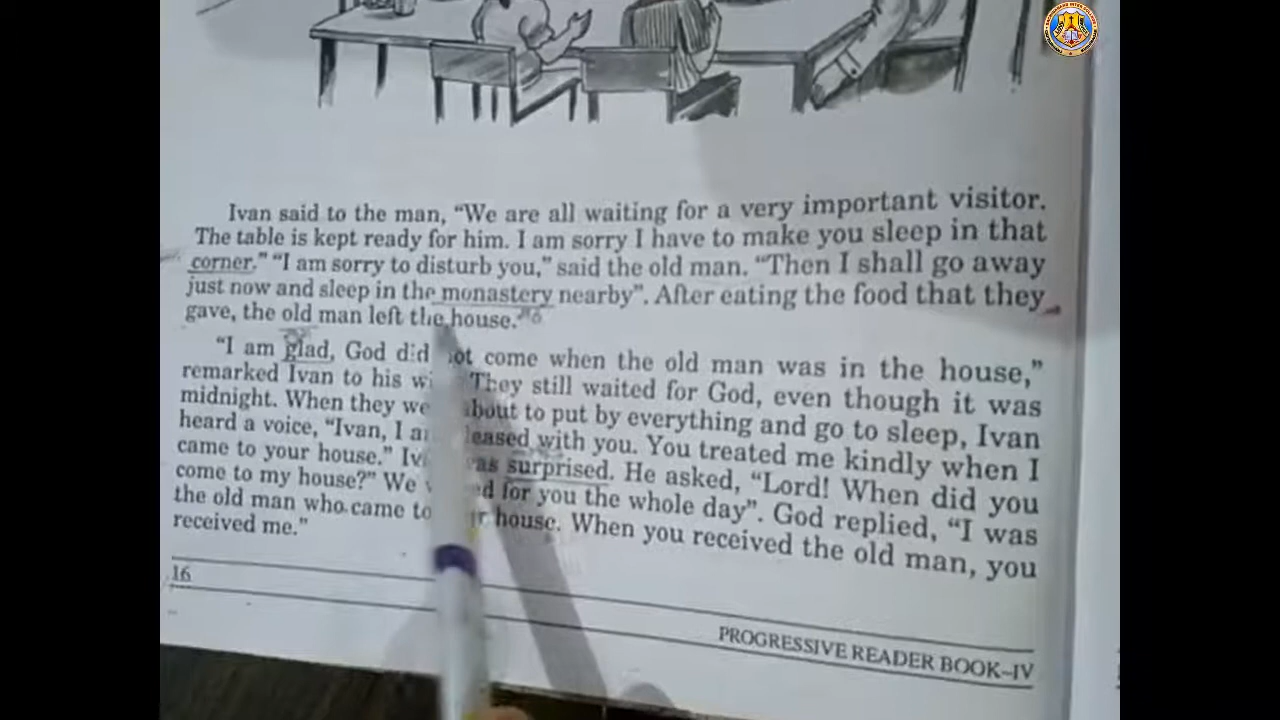 Ivan said to the man, “We are all waiting for a very important visitor.
The table is kept ready for him. I am sorry I have to make you sleep in that
corner.” “I am sorry to disturb you,” said the old man. “Then I shall go away
just now and sleep in the monastery nearby”. After eating the food that they
gave, the old man left the house.”
“I am glad, God did not come when the old man was in the house,”
remarked Ivan to his They still waited for God, even though it was
midnight. When they about to put by everything and go to sleep, Ivan
heard a voice, “Ivan, I with you. You treated me kindly when I
came to your house.” was surprised. He asked, “Lord! When did you
come to my house?” We for you the whole day”. God replied, “I was
the old man who came to house. When you received the old man, you
received me.”
16
PROGRESSIVE READER BOOK–IV